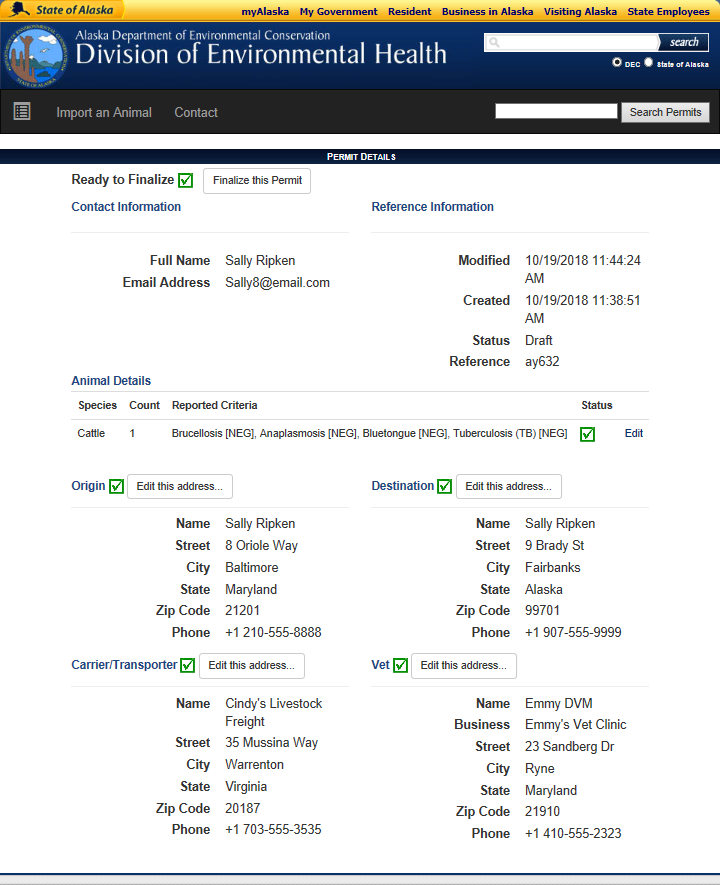 State of Alaska
myAlaska My Government Resident Business in Alaska Visiting Alaska State Employees
Alaska Department of Environmental Conservation
Division of Environmental Health
search
DEC State of Alaska
Import an Animal Contact
Search Permits
PERMIT DETAILS
Ready to Finalize Finalize this Permit
Contact Information
Full Name Sally Ripken
Email Address Sally8@email.com
Reference Information
Modified 10/19/2018 11:44:24
AM
Created 10/19/2018 11:38:51
AM
Status Draft
Reference ay632
Animal Details
Species Count Reported Criteria Status
Cattle 1 Brucellosis [NEG], Anaplasmosis [NEG], Bluetongue [NEG], Tuberculosis (TB) [NEG] Edit
Origin Edit this address...
Name Sally Ripken
Street 8 Oriole Way
City Baltimore
State Maryland
Zip Code 21201
Phone +1 210-555-8888
Destination Edit this address...
Name Sally Ripken
Street 9 Brady St
City Fairbanks
State Alaska
Zip Code 99701
Phone +1 907-555-9999
Carrier/Transporter Edit this address...
Name Cindy's Livestock
Freight
Street 35 Mussina Way
City Warrenton
State Virginia
Zip Code 20187
Phone +1 703-555-3535
Vet Edit this address...
Name Emmy DVM
Business Emmy's Vet Clinic
Street 23 Sandberg Dr
City Ryne
State Maryland
Zip Code 21910
Phone +1 410-555-2323